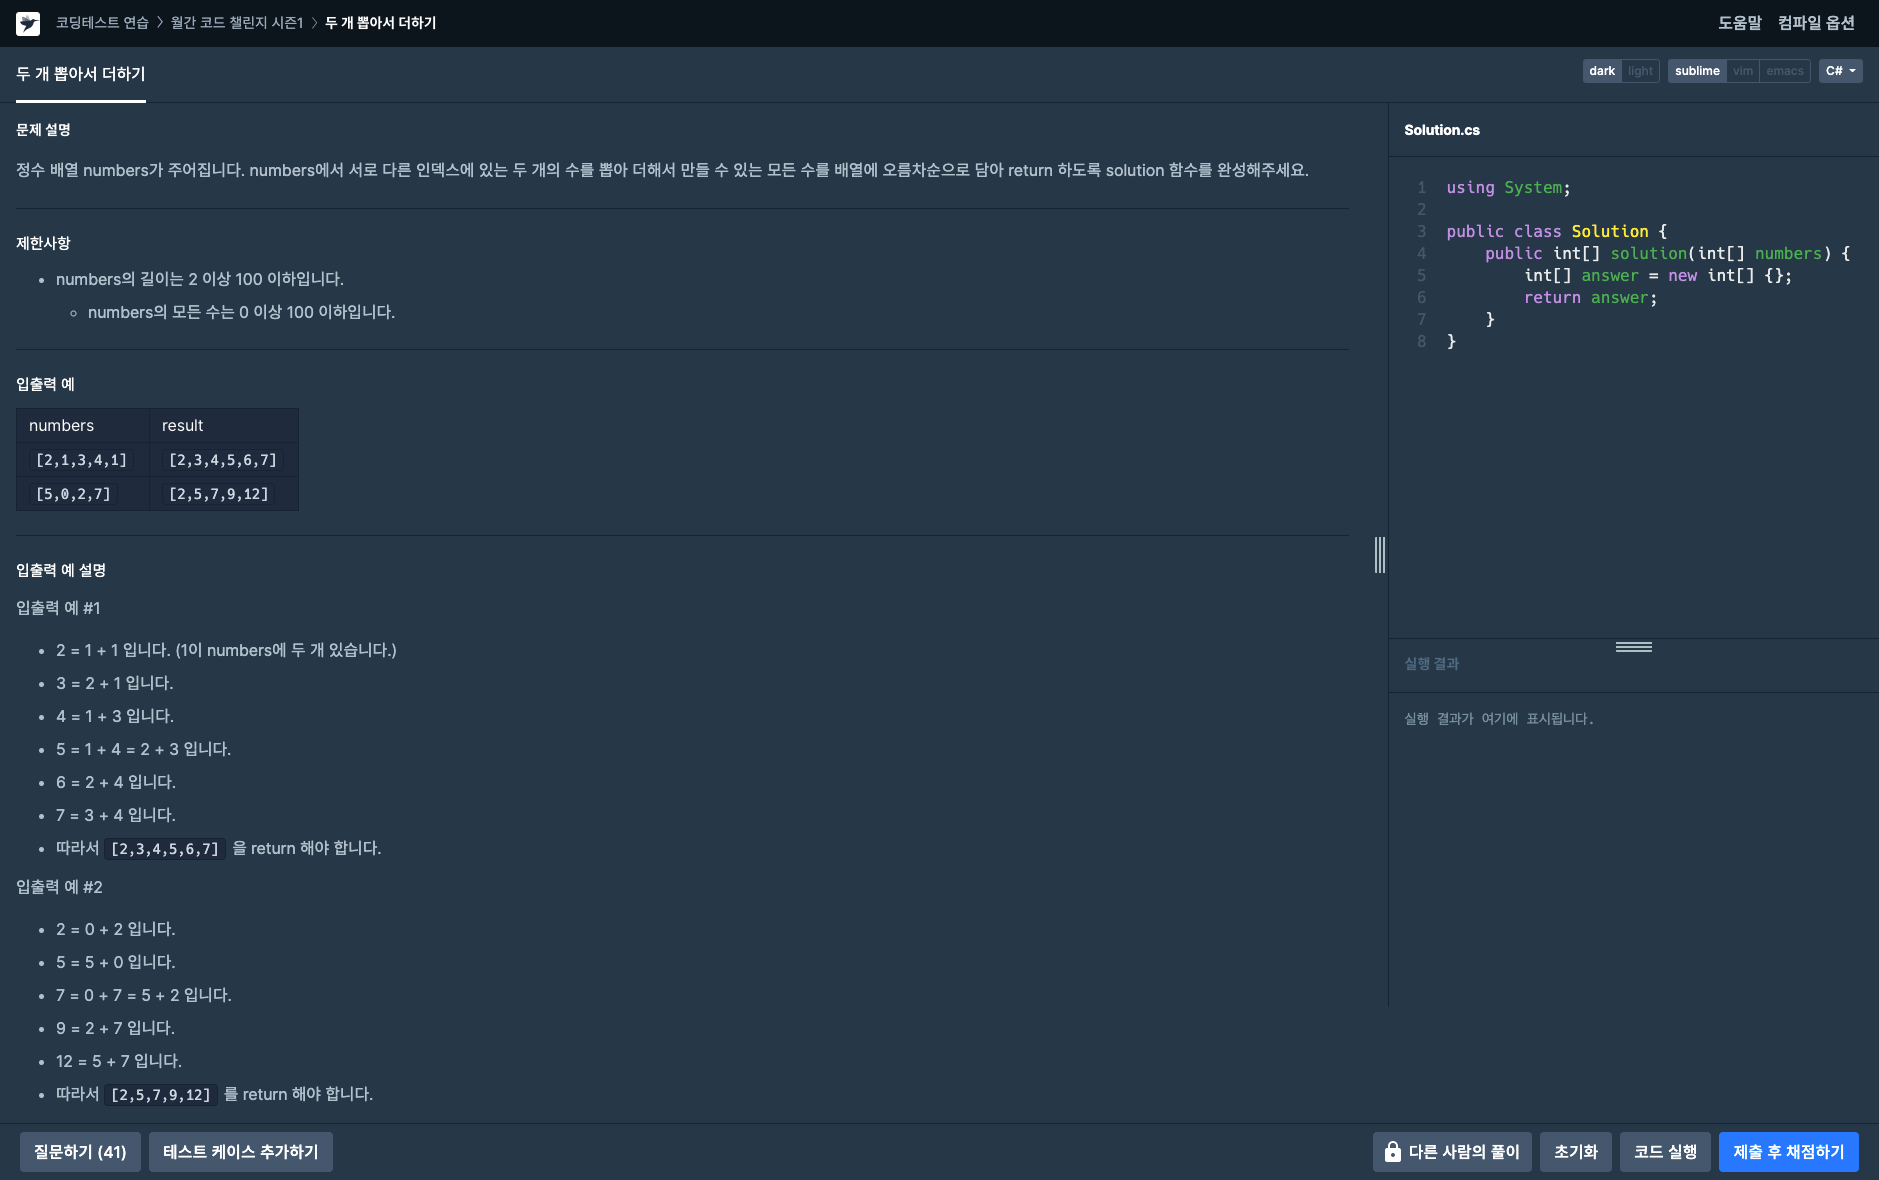 코딩테스트 연습 > 월간 코드 챌린지 시즌1 > 두 개 뽑아서 더하기
도움말 컴파일 옵션
두 개 뽑아서 더하기
dark light sublime vim emacs C#
문제 설명
정수 배열 numbers가 주어집니다. numbers에서 서로 다른 인덱스에 있는 두 개의 수를 뽑아 더해서 만들 수 있는 모든 수를 배열에 오름차순으로 담아 return 하도록 solution 함수를 완성해주세요.
제한사항
numbers의 길이는 2 이상 100 이하입니다.
numbers의 모든 수는 0 이상 100 이하입니다.
입출력 예
numbers result
[2,1,3,4,1] [2,3,4,5,6,7]
[5,0,2,7] [2,5,7,9,12]
입출력 예 설명
입출력 예 #1
2 = 1 + 1 입니다. (1이 numbers에 두 개 있습니다.)
3 = 2 + 1 입니다.
4 = 1 + 3 입니다.
5 = 1 + 4 = 2 + 3 입니다.
6 = 2 + 4 입니다.
7 = 3 + 4 입니다.
따라서 [2,3,4,5,6,7] 을 return 해야 합니다.
입출력 예 #2
2 = 0 + 2 입니다.
5 = 5 + 0 입니다.
7 = 0 + 7 = 5 + 2 입니다.
9 = 2 + 7 입니다.
12 = 5 + 7 입니다.
따라서 [2,5,7,9,12] 를 return 해야 합니다.
Solution.cs
1 using System;
2
3 public class Solution {
4     public int[] solution(int[] numbers) {
5         int[] answer = new int[] {};
6         return answer;
7     }
8 }
실행 결과
실행 결과가 여기에 표시됩니다.
질문하기 (41) 테스트 케이스 추가하기
다른 사람의 풀이 초기화 코드 실행 제출 후 채점하기